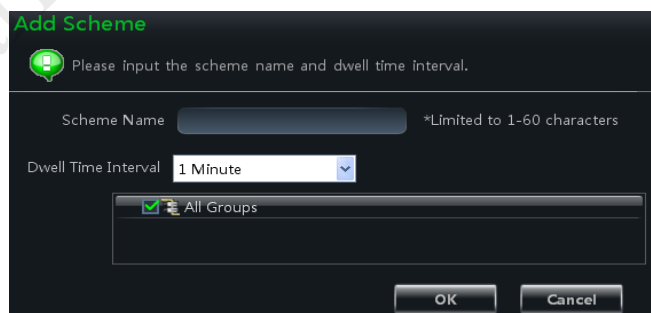 Add Scheme
Please input the scheme name and dwell time interval.
Scheme Name *Limited to 1-60 characters
Dwell Time Interval 1 Minute
All Groups
OK Cancel